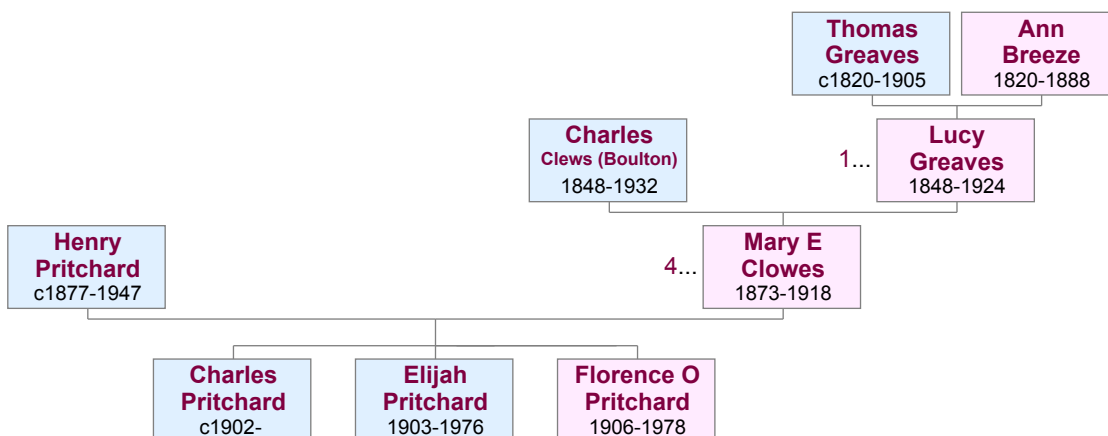 Thomas
Greaves
c1820-1905
Ann
Breeze
1820-1888
Charles
Clews (Boulton)
1848-1932
1...
Lucy
Greaves
1848-1924
Henry
Pritchard
c1877-1947
4...
Mary E
Clowes
1873-1918
Charles
Pritchard
c1902-
Elijah
Pritchard
1903-1976
Florence O
Pritchard
1906-1978